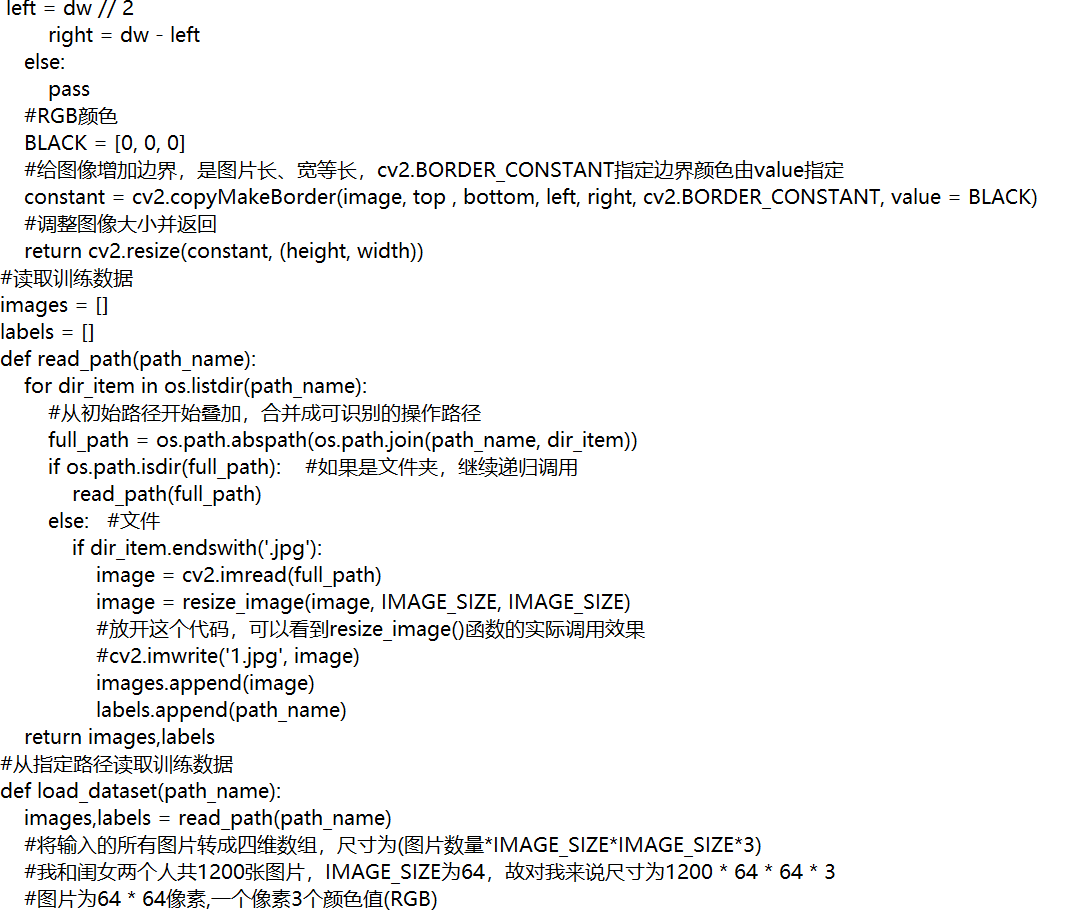 left = dw // 2
right = dw - left
else:
pass
#RGB颜色
BLACK = [0, 0, 0]
#给图像增加边界，是图片长、宽等长，cv2.BORDER_CONSTANT指定边界颜色由value指定
constant = cv2.copyMakeBorder(image, top , bottom, left, right, cv2.BORDER_CONSTANT, value = BLACK)
#调整图像大小并返回
return cv2.resize(constant, (height, width))
#读取训练数据
images = []
labels = []
def read_path(path_name):
for dir_item in os.listdir(path_name):
#从初始路径开始叠加，合并成可识别的操作路径
full_path = os.path.abspath(os.path.join(path_name, dir_item))
if os.path.isdir(full_path): #如果是文件夹，继续递归调用
read_path(full_path)
else: #文件
if dir_item.endswith('.jpg'):
image = cv2.imread(full_path)
image = resize_image(image, IMAGE_SIZE, IMAGE_SIZE)
#放开这个代码，可以看到resize_image()函数的实际调用效果
#cv2.imwrite('1.jpg', image)
images.append(image)
labels.append(path_name)
return images,labels
#从指定路径读取训练数据
def load_dataset(path_name):
images,labels = read_path(path_name)
#将输入的所有图片转成四维数组，尺寸为(图片数量*IMAGE_SIZE*IMAGE_SIZE*3)
#我和闺女两个人共1200张图片，IMAGE_SIZE为64，故对我来说尺寸为1200 * 64 * 64 * 3
#图片为64 * 64像素,一个像素3个颜色值(RGB)